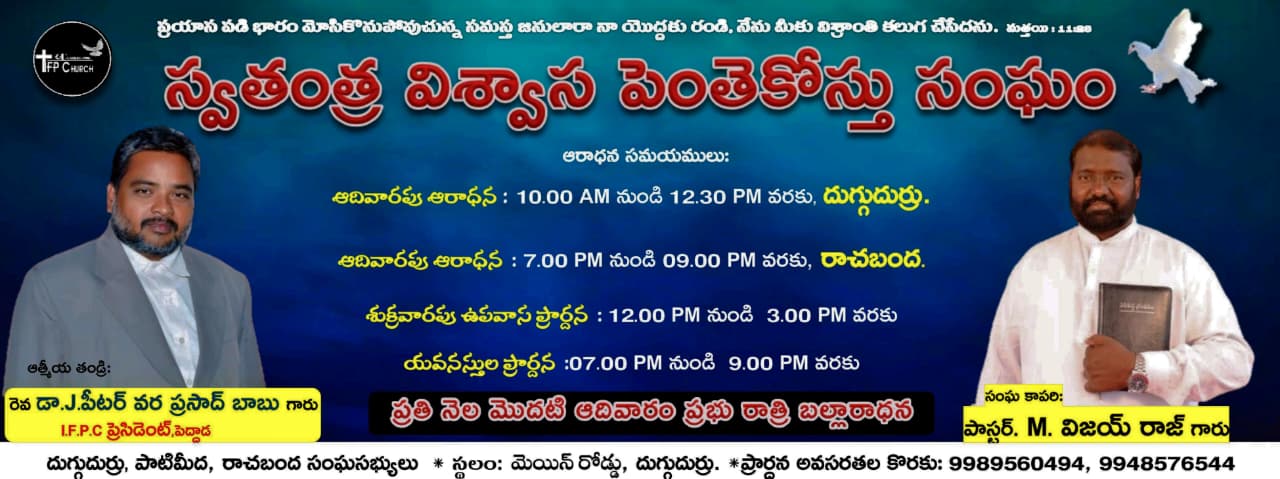 ప్రయాస పడి భారం మోసికొనుపోవుచున్న సమస్త జనులారా నా యొద్దకు రండి, నేను మీకు విశ్రాంతి కలుగ చేసేదను. మత్తయి : 11:28
IFP CHURCH
స్వతంత్ర విశ్వాస పెంతెకోస్తు సంఘం
ఆరాధన సమయములు:
ఆదివారపు ఆరాధన : 10.00 AM నుండి 12.30 PM వరకు, దుగ్గుదుర్రు.
ఆదివారపు ఆరాధన : 7.00 PM నుండి 09.00 PM వరకు, రాచబంద.
శుక్రవారపు ఉపవాస ప్రార్దన : 12.00 PM నుండి 3.00 PM వరకు
యవనస్తుల ప్రార్దన :07.00 PM నుండి 9.00 PM వరకు
ప్రతి నెల మొదటి ఆదివారం ప్రభు రాత్రి బల్లారాధన
ఆత్మీయ తండ్రి:
రెవ డా.J.పీటర్ వర ప్రసాద్ బాబు గారు
I.F.P.C ప్రెసిడెంట్,పెద్దాడ
సంఘ కాపరి:
పాస్టర్. M. విజయ్ రాజ్ గారు
దుగ్గుదుర్రు, పాటిమీద, రాచబంద సంఘసభ్యులు * స్థలం: మెయిన్ రోడ్డు, దుగ్గుదుర్రు. *ప్రార్దన అవసరతల కొరకు: 9989560494, 9948576544